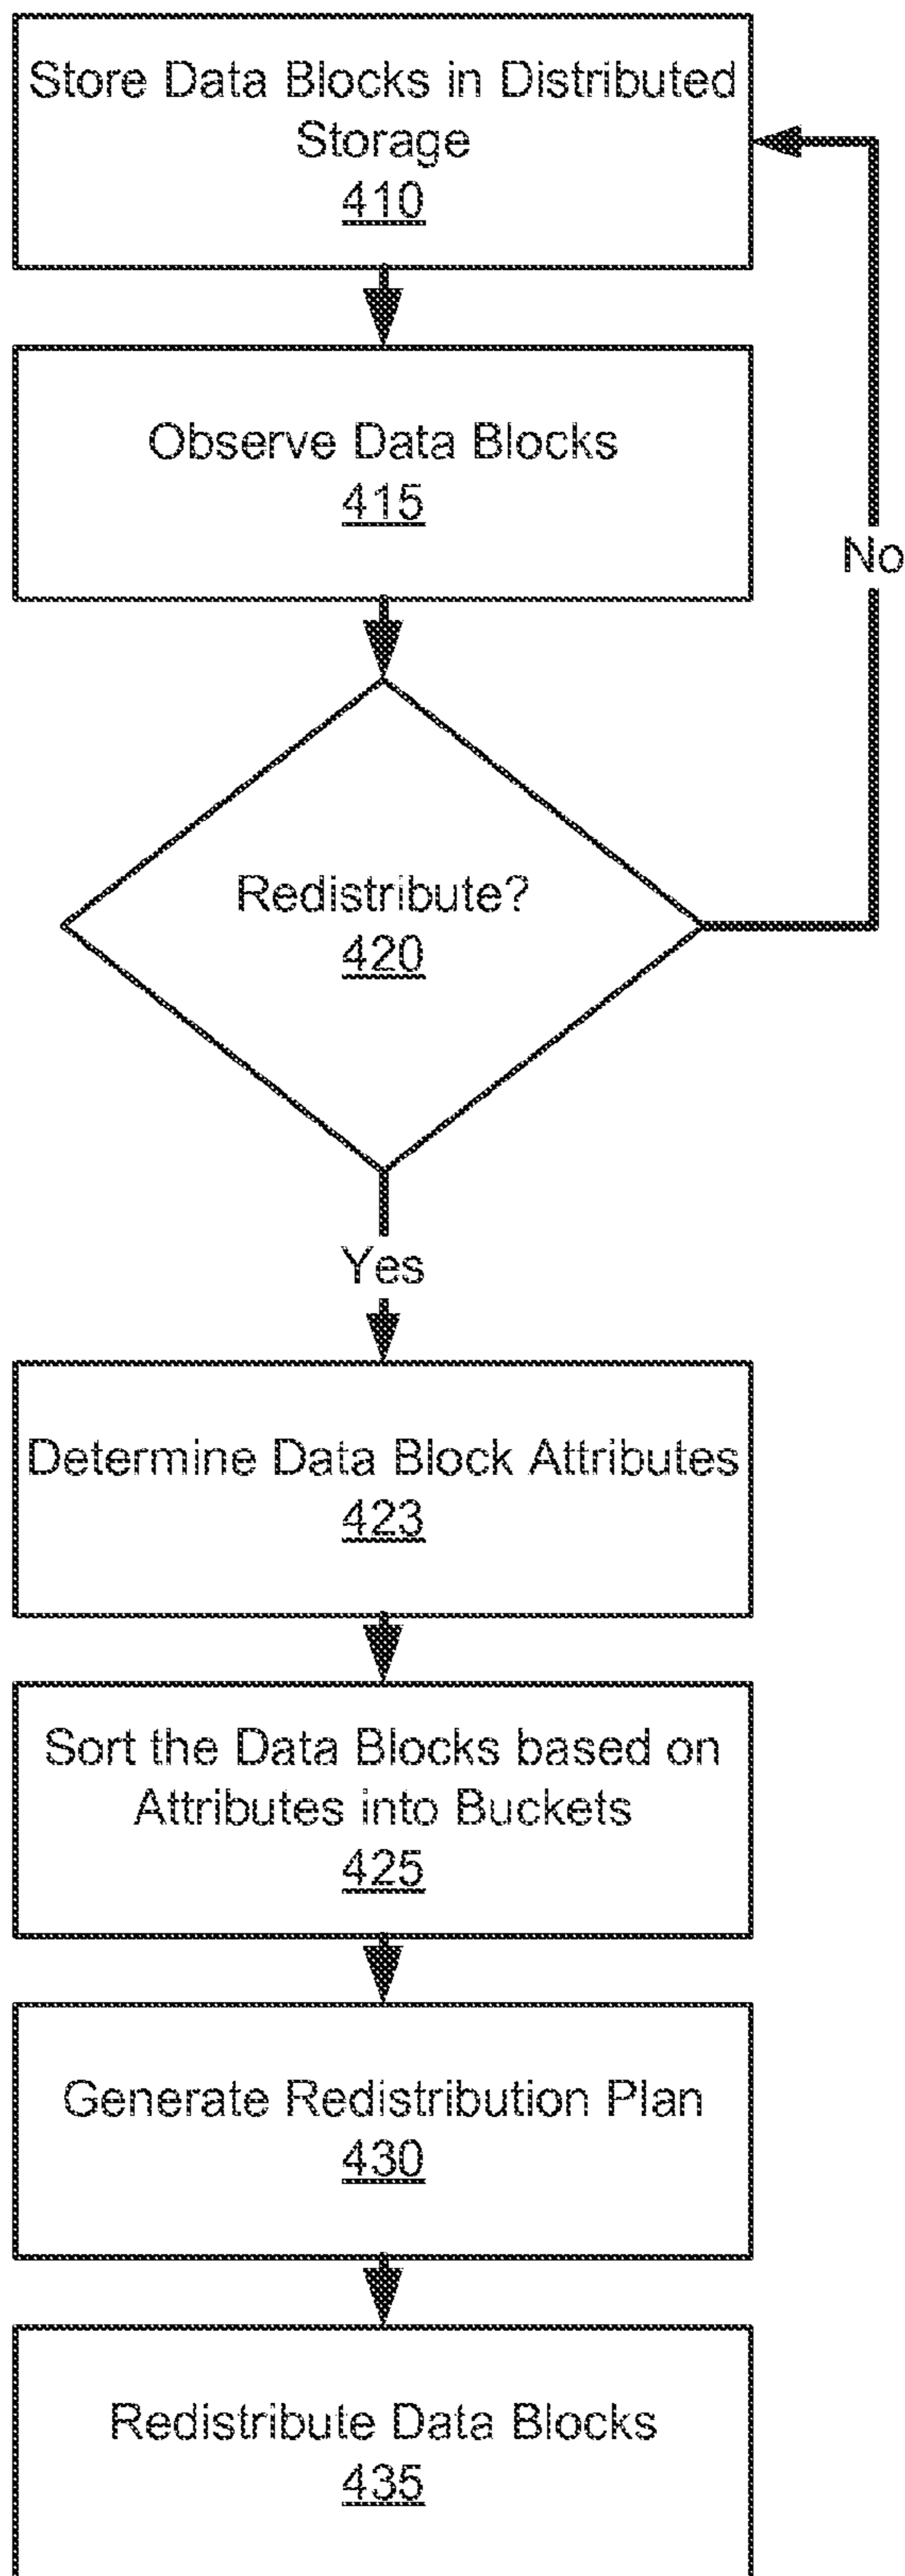 Store Data Blocks in Distributed
Storage
410
Observe Data Blocks
415
No
Redistribute?
420
Yes
Determine Data Block Attributes
423
Sort the Data Blocks based on
Attributes into Buckets
425
Generate Redistribution Plan
430
Redistribute Data Blocks
435